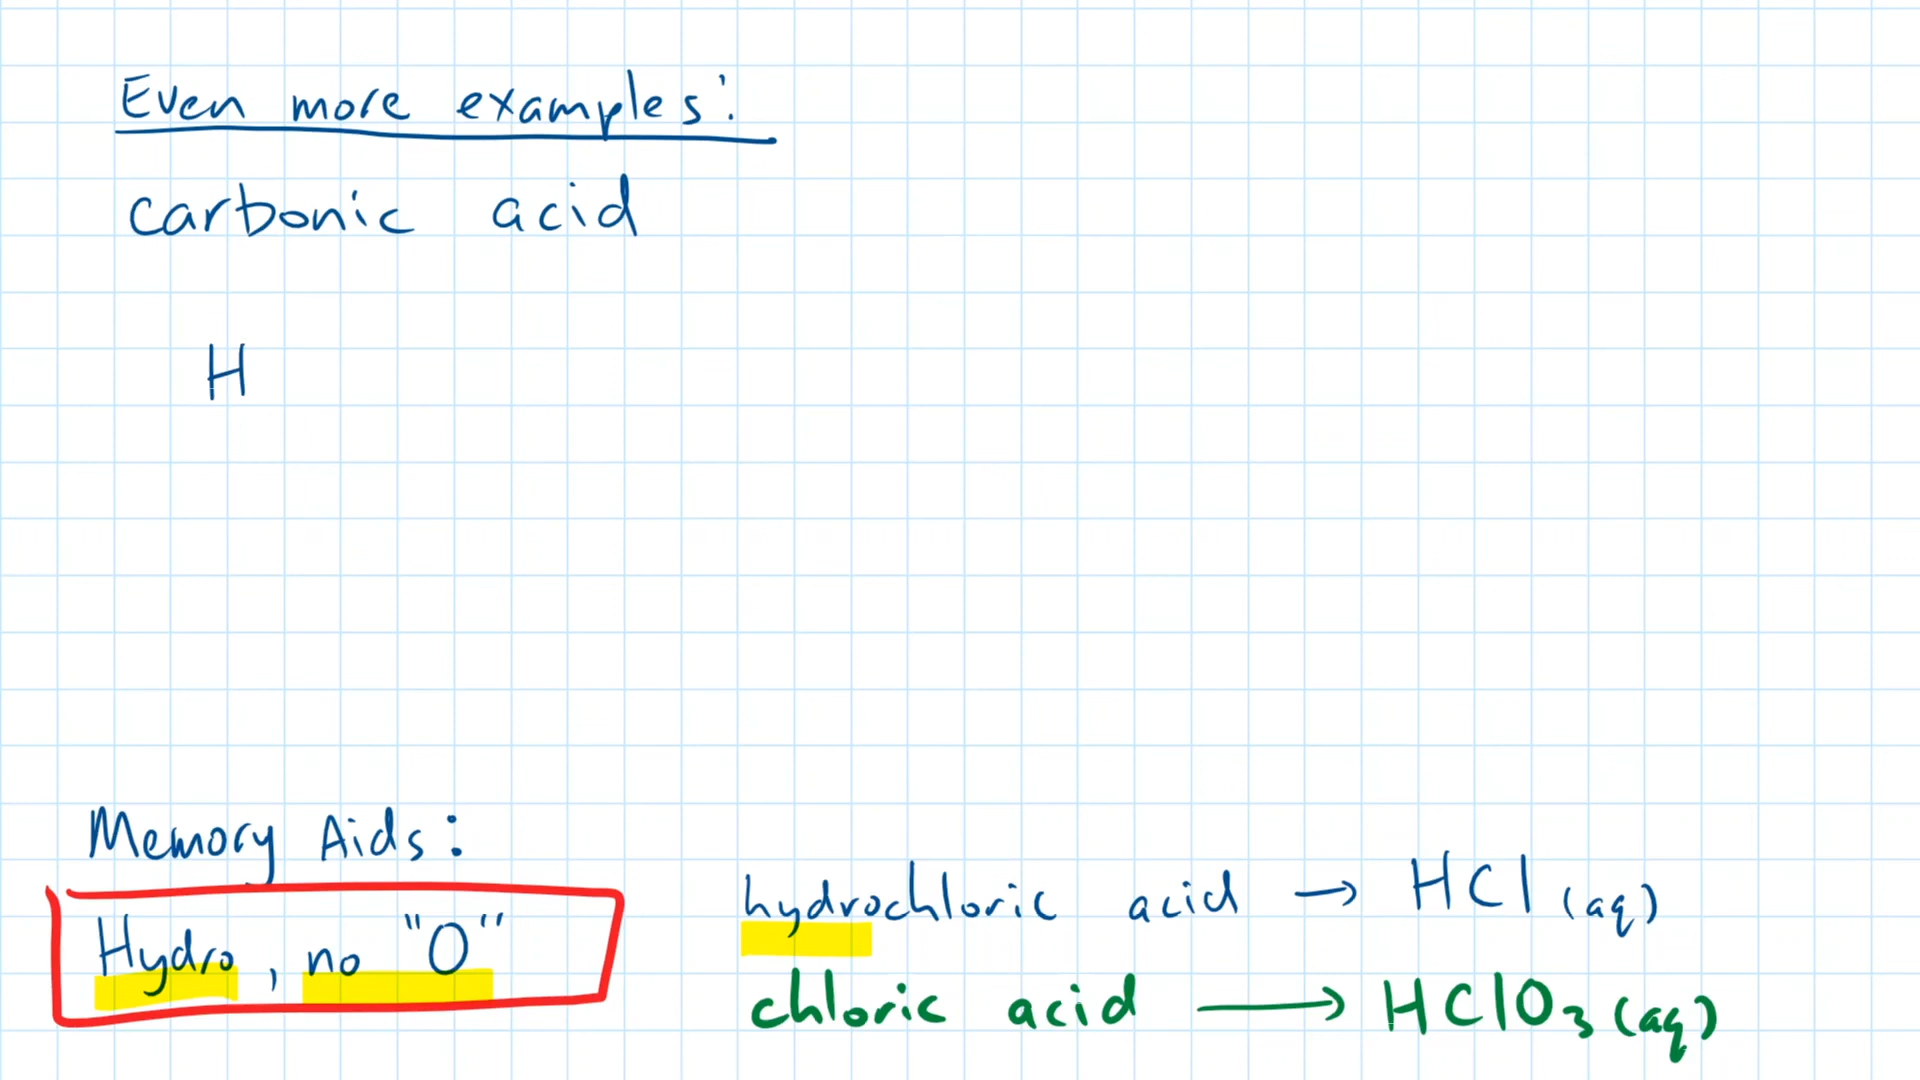 Even more examples:
carbonic acid
H
Memory Aids:
Hydro, no "O"
hydrochloric acid → HCl (aq)
chloric acid ⟶ HClO₃ (aq)